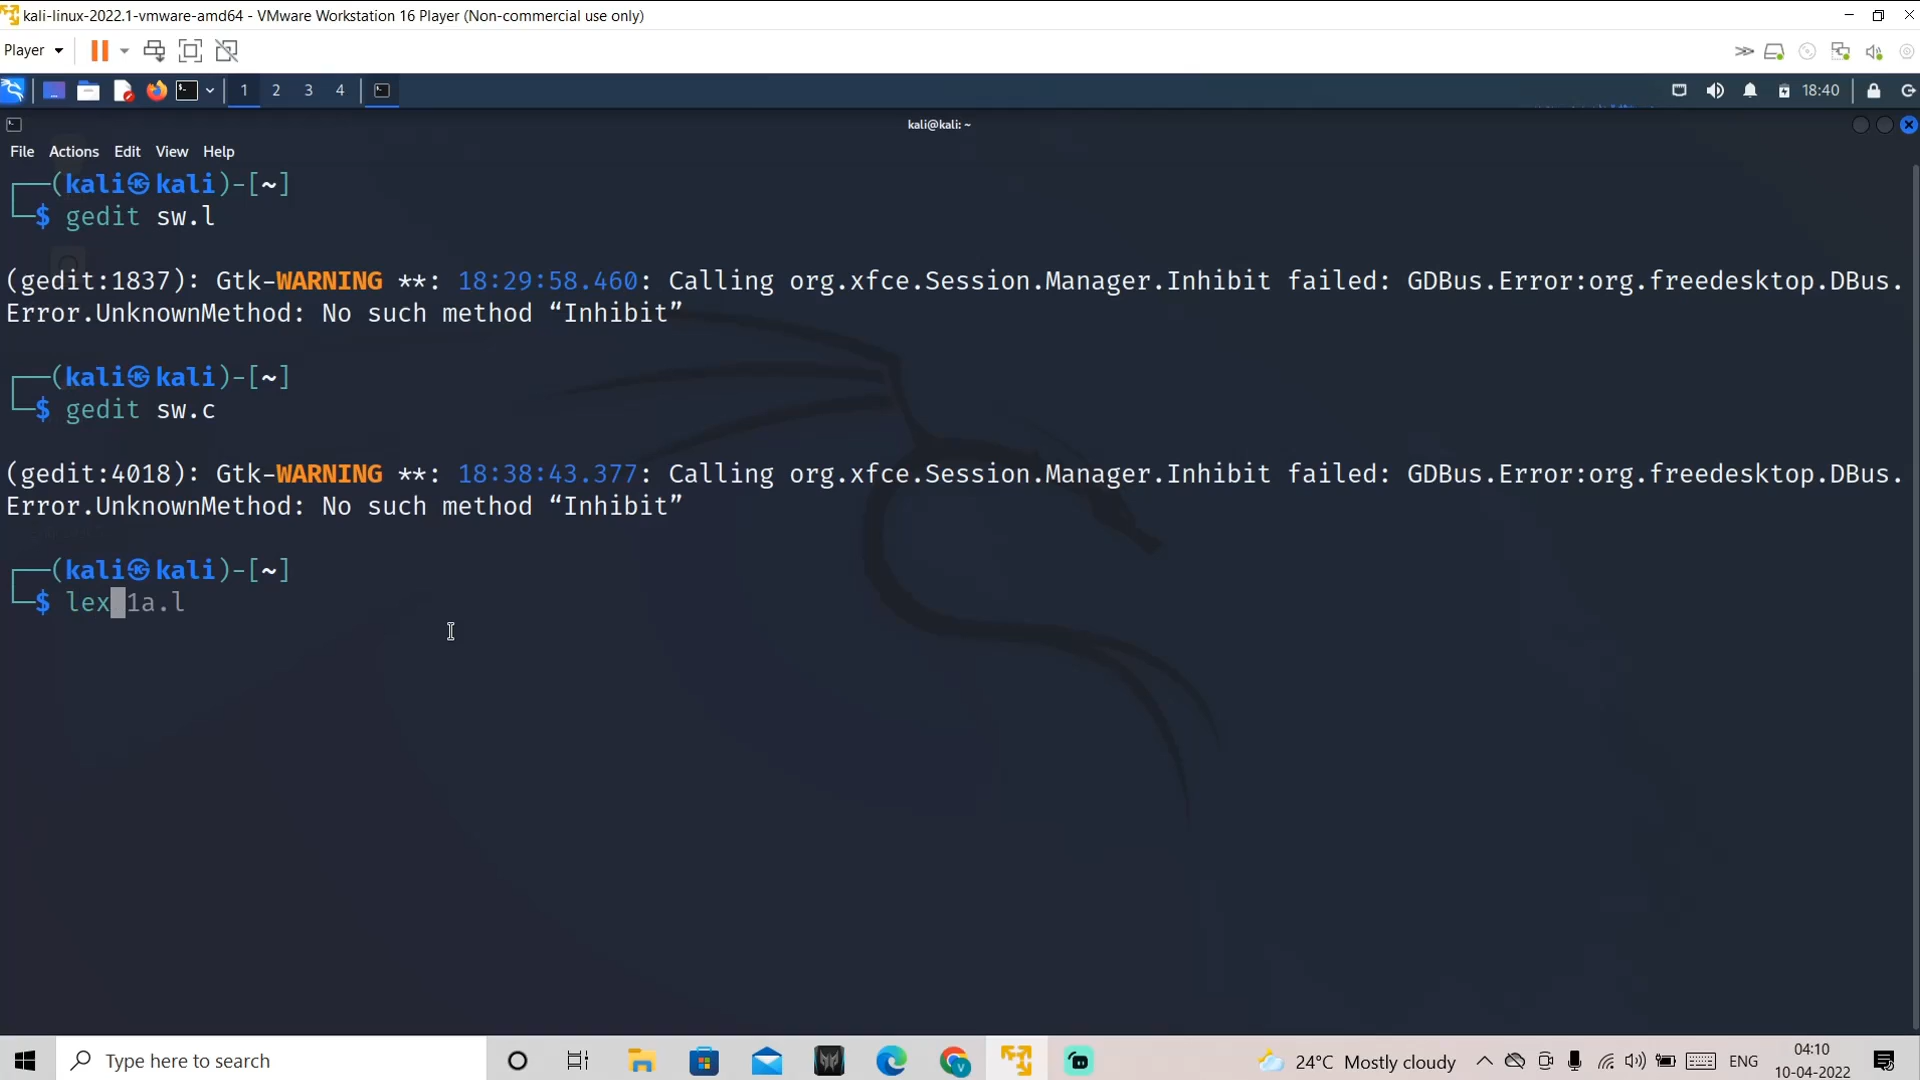 kali-linux-2022.1-vmware-amd64 - VMware Workstation 16 Player (Non-commercial use only)
Player
1 2 3 4 18:40
kali@kali: ~
File Actions Edit View Help
(kali㉿kali)-[~]
$ gedit sw.l
(gedit:1837): Gtk-WARNING **: 18:29:58.460: Calling org.xfce.Session.Manager.Inhibit failed: GDBus.Error:org.freedesktop.DBus.
Error.UnknownMethod: No such method “Inhibit”
(kali㉿kali)-[~]
$ gedit sw.c
(gedit:4018): Gtk-WARNING **: 18:38:43.377: Calling org.xfce.Session.Manager.Inhibit failed: GDBus.Error:org.freedesktop.DBus.
Error.UnknownMethod: No such method “Inhibit”
(kali㉿kali)-[~]
$ lex 1a.l
Type here to search
24°C Mostly cloudy
ENG
04:10
10-04-2022